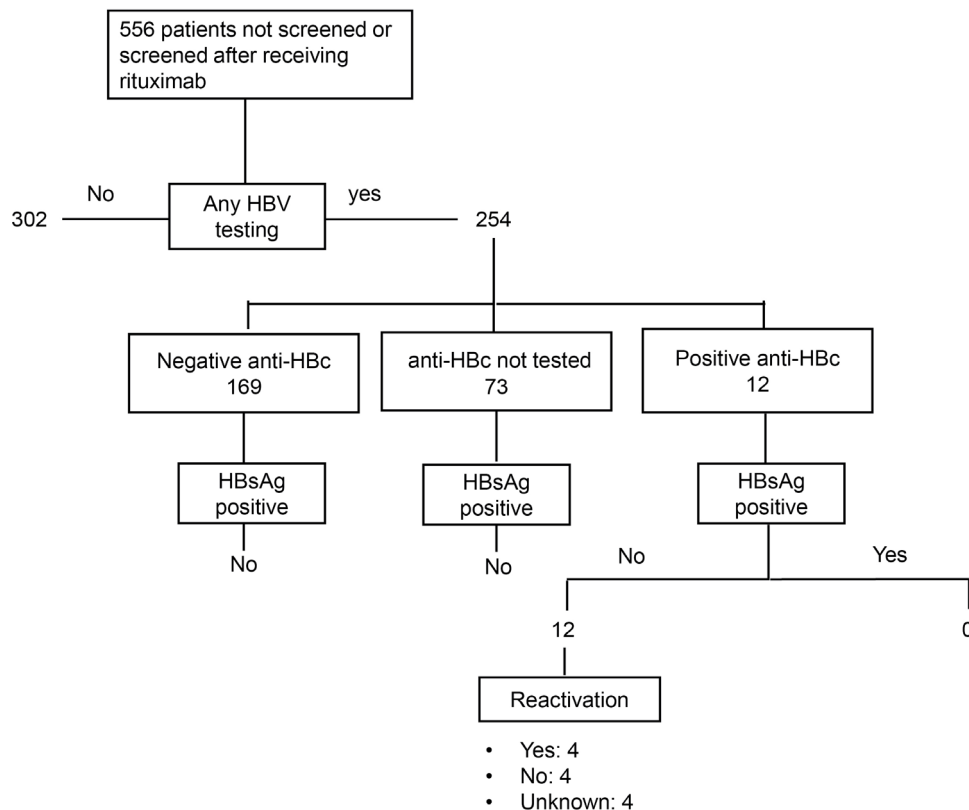 556 patients not screened or
screened after receiving
rituximab
No
yes
302
Any HBV
testing
254
Negative anti-HBc
169
anti-HBc not tested
73
Positive anti-HBc
12
HBsAg
positive
HBsAg
positive
HBsAg
positive
No
No
No
Yes
12
0
Reactivation
• Yes: 4
• No: 4
• Unknown: 4